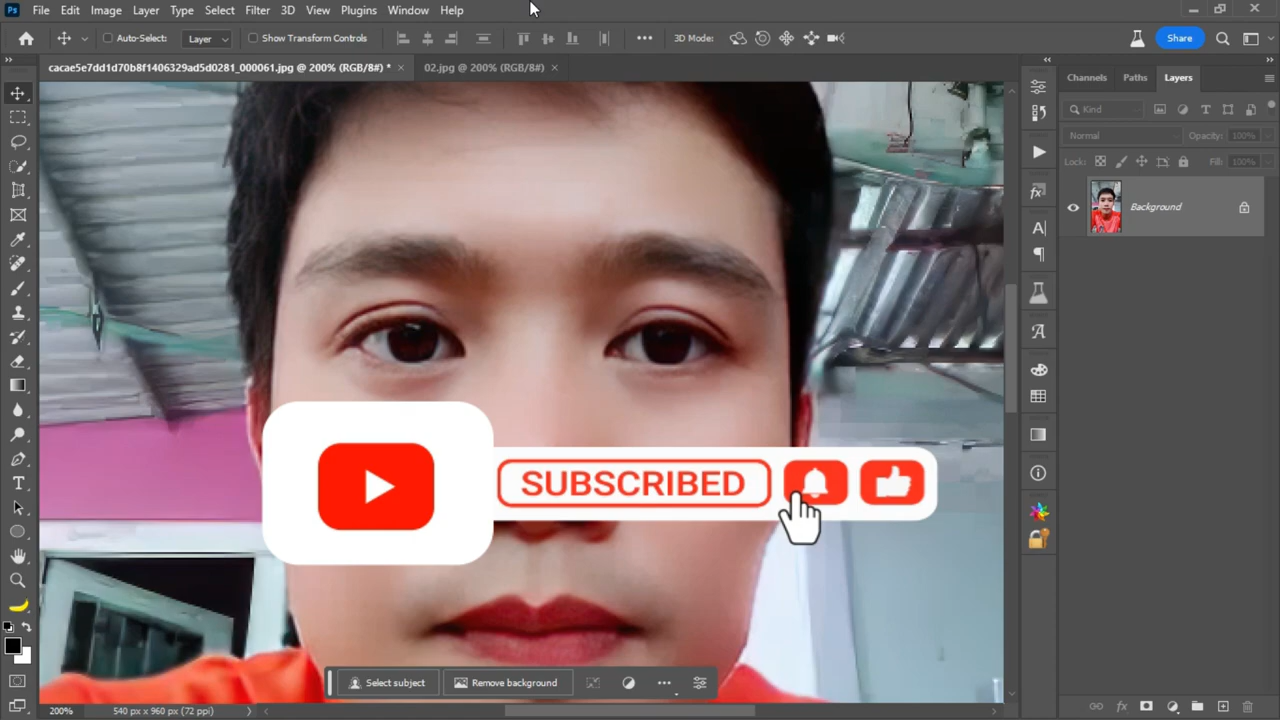 Ps File Edit Image Layer Type Select Filter 3D View Plugins Window Help
Auto-Select: Layer Show Transform Controls 3D Mode: Share
cacae5e7dd1d70b8f1406329ad5d0281_000061.jpg @ 200% (RGB/8#) * 02.jpg @ 200% (RGB/8#)
Channels Paths Layers
Kind
Normal Opacity: 100%
Lock: Fill: 100%
Background
SUBSCRIBED
Select subject Remove background
200% 540 px x 960 px (72 ppi)